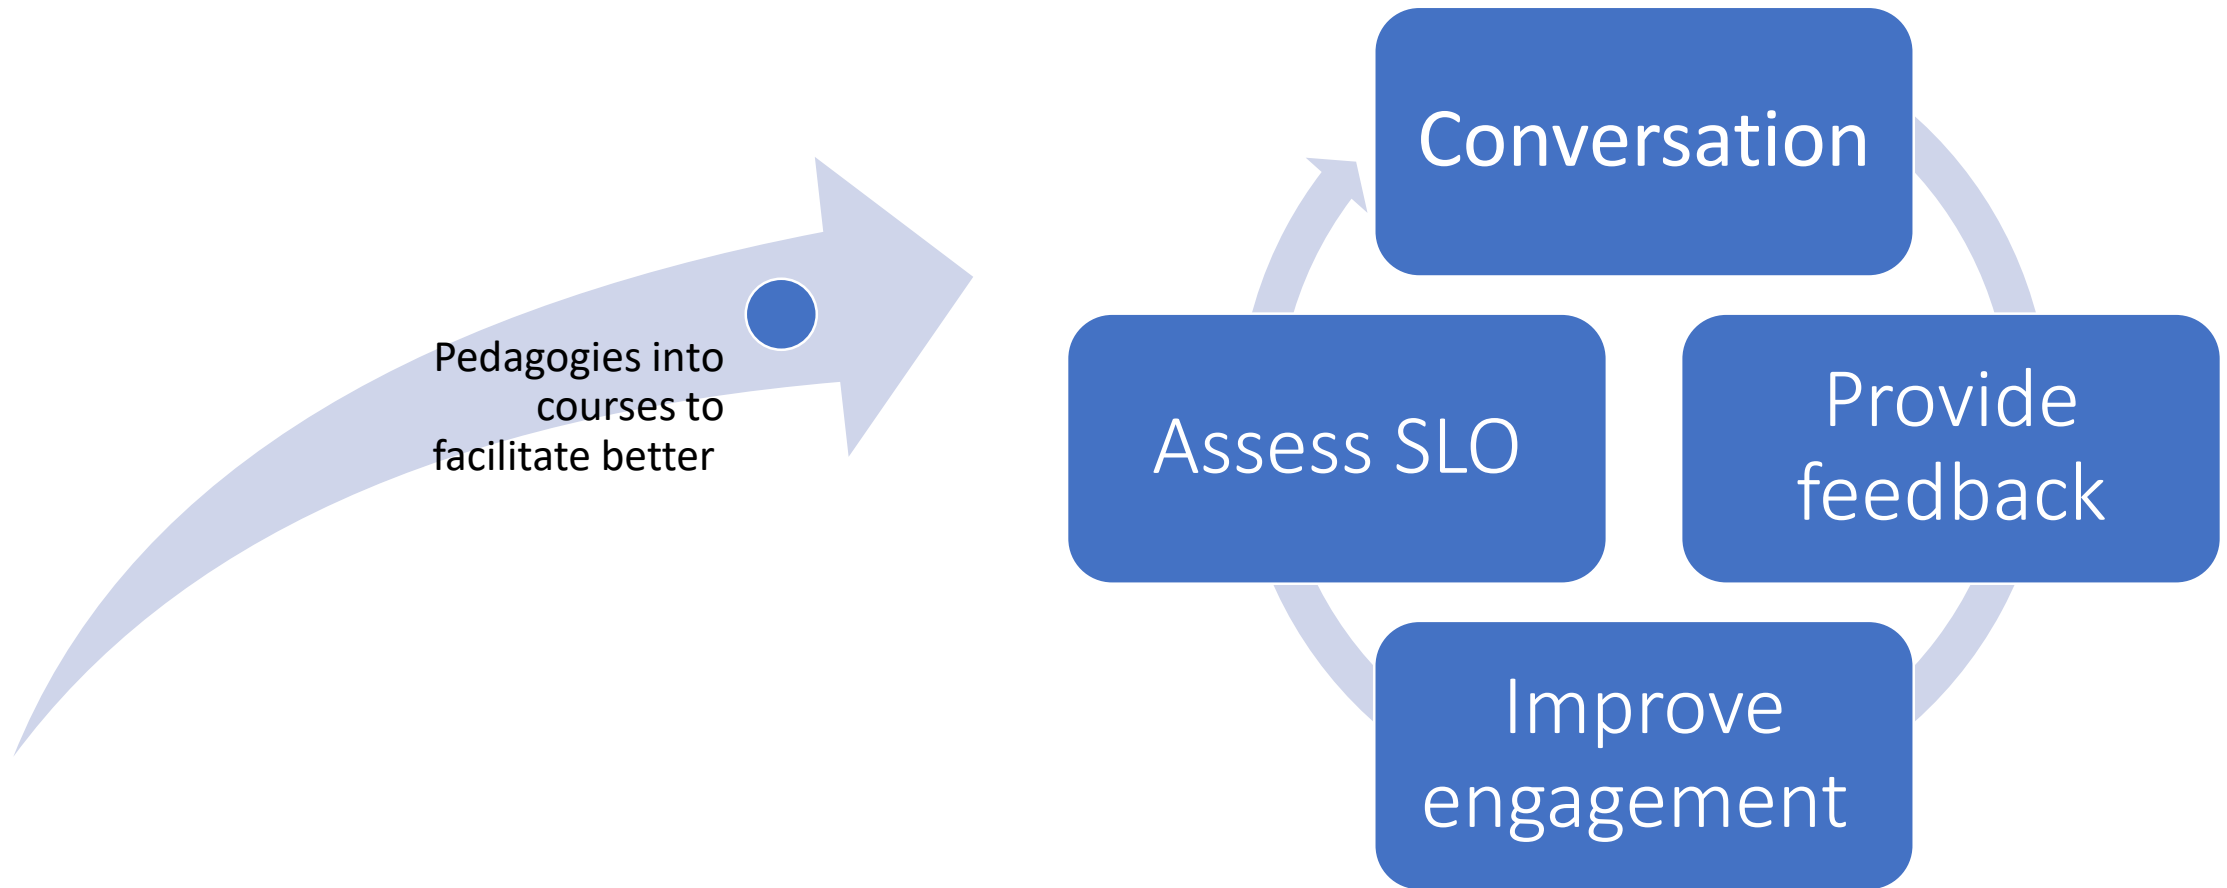 Pedagogies into
courses to
facilitate better
Conversation
Provide
feedback
Improve
engagement
Assess SLO